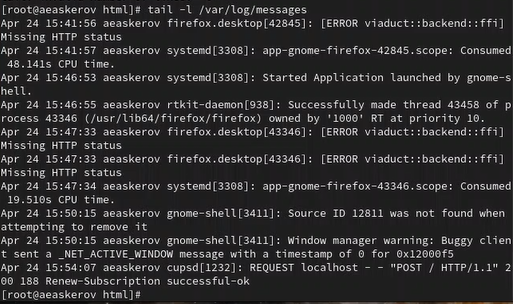 [root@aeaskerov html]# tail -l /var/log/messages
Apr 24 15:41:56 aeaskerov firefox.desktop[42845]: [ERROR viaduct::backend::ffi]
Missing HTTP status
Apr 24 15:41:57 aeaskerov systemd[3308]: app-gnome-firefox-42845.scope: Consumed
 48.141s CPU time.
Apr 24 15:46:53 aeaskerov systemd[3308]: Started Application launched by gnome-s
hell.
Apr 24 15:46:55 aeaskerov rtkit-daemon[938]: Successfully made thread 43458 of p
rocess 43346 (/usr/lib64/firefox/firefox) owned by '1000' RT at priority 10.
Apr 24 15:47:33 aeaskerov firefox.desktop[43346]: [ERROR viaduct::backend::ffi]
Missing HTTP status
Apr 24 15:47:33 aeaskerov firefox.desktop[43346]: [ERROR viaduct::backend::ffi]
Missing HTTP status
Apr 24 15:47:34 aeaskerov systemd[3308]: app-gnome-firefox-43346.scope: Consumed
 19.510s CPU time.
Apr 24 15:50:15 aeaskerov gnome-shell[3411]: Source ID 12811 was not found when
attempting to remove it
Apr 24 15:50:15 aeaskerov gnome-shell[3411]: Window manager warning: Buggy clien
t sent a _NET_ACTIVE_WINDOW message with a timestamp of 0 for 0x12000f5
Apr 24 15:54:07 aeaskerov cupsd[1232]: REQUEST localhost - - "POST / HTTP/1.1" 2
00 188 Renew-Subscription successful-ok
[root@aeaskerov html]#